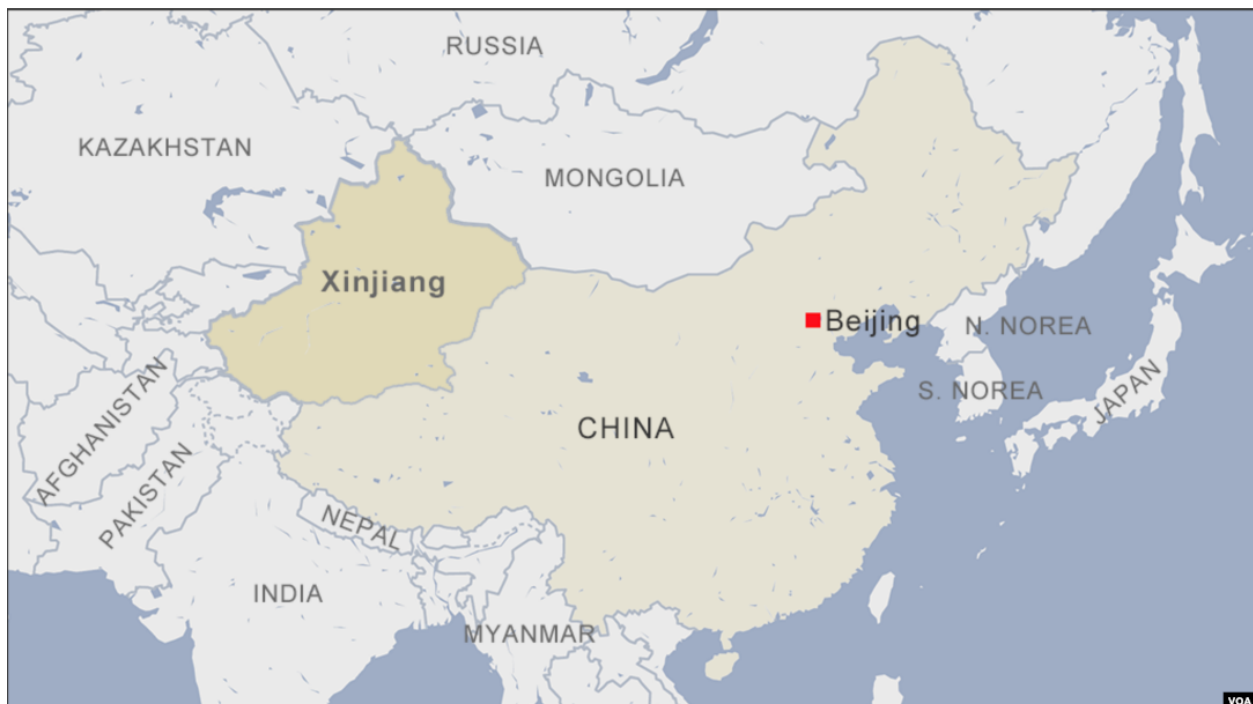 RUSSIA
KAZAKHSTAN
MONGOLIA
Xinjiang
Beijing
N. NOREA
S. NOREA
JAPAN
CHINA
AFGHANISTAN
PAKISTAN
NEPAL
INDIA
MYANMAR
VOA